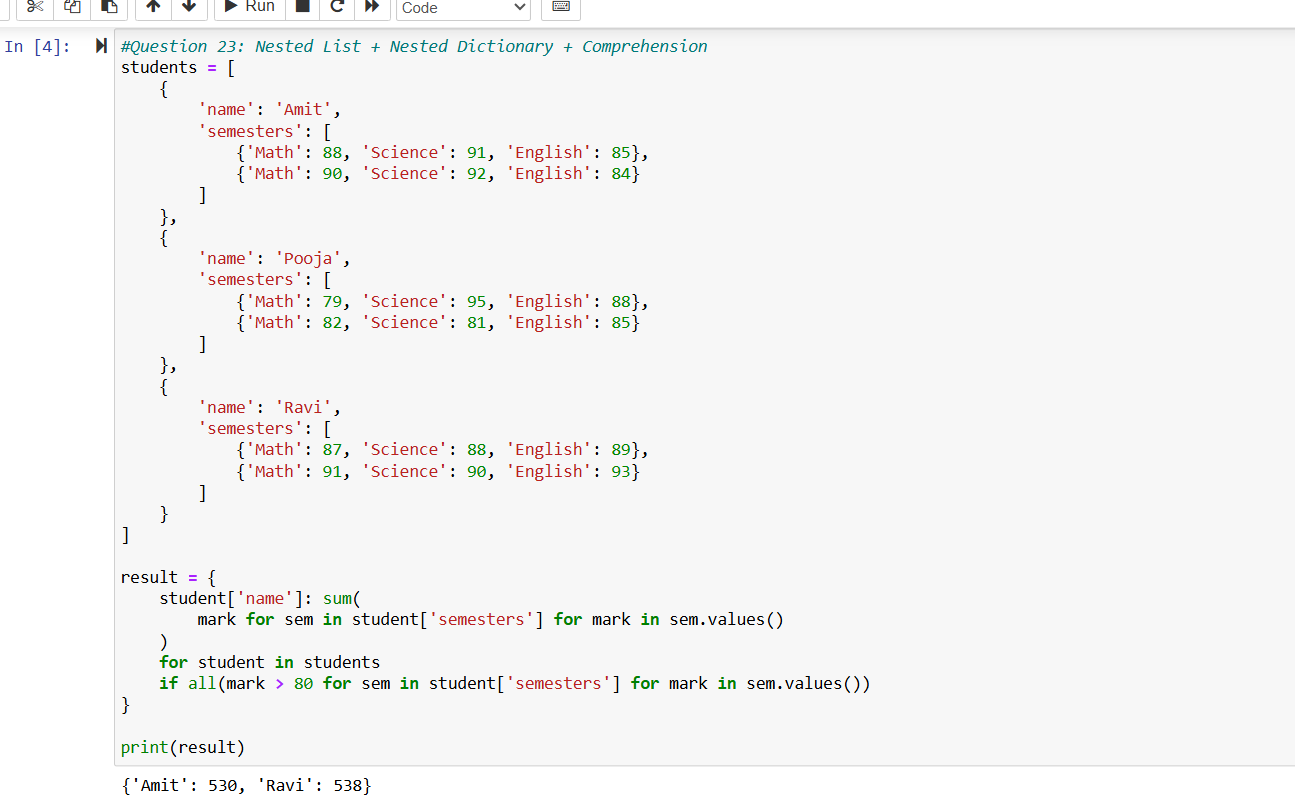 Run
Code
In [4]:
#Question 23: Nested List + Nested Dictionary + Comprehension
students = [
    {
        'name': 'Amit',
        'semesters': [
            {'Math': 88, 'Science': 91, 'English': 85},
            {'Math': 90, 'Science': 92, 'English': 84}
        ]
    },
    {
        'name': 'Pooja',
        'semesters': [
            {'Math': 79, 'Science': 95, 'English': 88},
            {'Math': 82, 'Science': 81, 'English': 85}
        ]
    },
    {
        'name': 'Ravi',
        'semesters': [
            {'Math': 87, 'Science': 88, 'English': 89},
            {'Math': 91, 'Science': 90, 'English': 93}
        ]
    }
]

result = {
    student['name']: sum(
        mark for sem in student['semesters'] for mark in sem.values()
    )
    for student in students
    if all(mark > 80 for sem in student['semesters'] for mark in sem.values())
}

print(result)
{'Amit': 530, 'Ravi': 538}